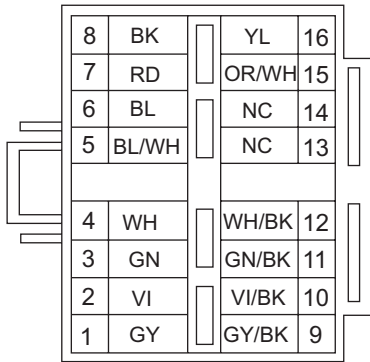 8 BK YL 16
7 RD OR/WH 15
6 BL NC 14
5 BL/WH NC 13
4 WH WH/BK 12
3 GN GN/BK 11
2 VI VI/BK 10
1 GY GY/BK 9